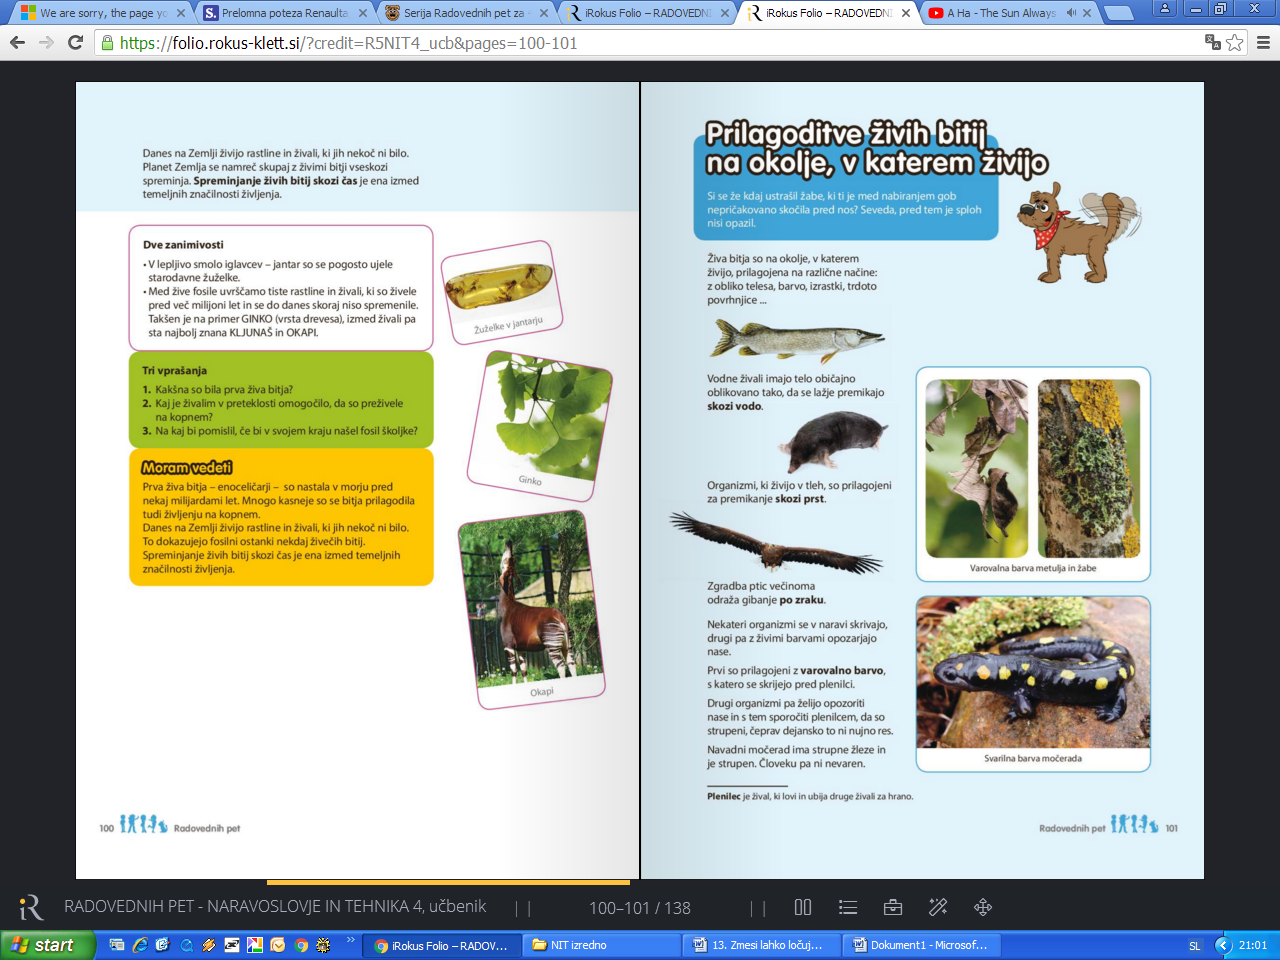 We are sorry, the page yo
Prelomna poteza Renaulta
Serija Radovednih pet za
iRokus Folio – RADOVEDNI
iRokus Folio – RADOVEDNI
A Ha - The Sun Always
https://folio.rokus-klett.si/?credit=R5NIT4_ucb&pages=100-101
Danes na Zemlji živijo rastline in živali, ki jih nekoč ni bilo.
Planet Zemlja se namreč skupaj z živimi bitji vseskozi
spreminja. Spreminjanje živih bitij skozi čas je ena izmed
temeljnih značilnosti življenja.
Dve zanimivosti
• V lepljivo smolo iglavcev – jantar so se pogosto ujele
starodavne žuželke.
• Med žive fosile uvrščamo tiste rastline in živali, ki so živele
pred več milijoni let in se do danes skoraj niso spremenile.
Takšen je na primer GINKO (vrsta drevesa), izmed živali pa
sta najbolj znana KLJUNAŠ in OKAPI.
Žuželke v jantarju
Tri vprašanja
1. Kakšna so bila prva živa bitja?
2. Kaj je živalim v preteklosti omogočilo, da so preživele
na kopnem?
3. Na kaj bi pomislil, če bi v svojem kraju našel fosil školjke?
Ginko
Moram vedeti
Prva živa bitja – enoceličarji – so nastala v morju pred
nekaj milijardami let. Mnogo kasneje so se bitja prilagodila
tudi življenju na kopnem.
Danes na Zemlji živijo rastline in živali, ki jih nekoč ni bilo.
To dokazujejo fosilni ostanki nekdaj živečih bitij.
Spreminjanje živih bitij skozi čas je ena izmed temeljnih
značilnosti življenja.
Okapi
100 Radovednih pet
Prilagoditve živih bitij
na okolje, v katerem živijo
Si se že kdaj ustrašil žabe, ki ti je med nabiranjem gob
nepričakovano skočila pred nos? Seveda, pred tem je sploh
nisi opazil.
Živa bitja so na okolje, v katerem
živijo, prilagojena na različne načine:
z obliko telesa, barvo, izrastki, trdoto
povrhnjice ...
Vodne živali imajo telo običajno
oblikovano tako, da se lažje premikajo
skozi vodo.
Organizmi, ki živijo v tleh, so prilagojeni
za premikanje skozi prst.
Zgradba ptic večinoma
odraža gibanje po zraku.
Nekateri organizmi se v naravi skrivajo,
drugi pa z živimi barvami opozarjajo
nase.
Prvi so prilagojeni z varovalno barvo,
s katero se skrijejo pred plenilci.
Drugi organizmi pa želijo opozoriti
nase in s tem sporočiti plenilcem, da so
strupeni, čeprav dejansko to ni nujno res.
Navadni močerad ima strupne žleze in
je strupen. Človeku pa ni nevaren.
Varovalna barva metulja in žabe
Svarilna barva močerada
Plenilec je žival, ki lovi in ubija druge živali za hrano.
Radovednih pet 101
iR RADOVEDNIH PET - NARAVOSLOVJE IN TEHNIKA 4, učbenik
100–101 / 138
start
iRokus Folio – RADOV...
NIT izredno
13. Zmesi lahko ločuj...
Dokument1 - Microsof...
SL
21:01